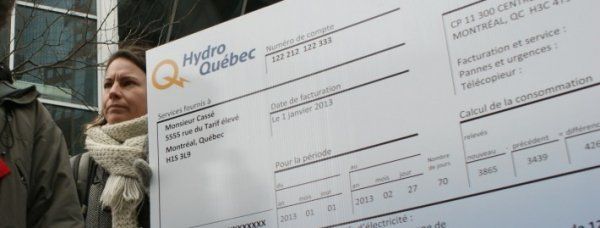 Hydro
Québec
Numéro de compte
122 212 122 333
Services fournis à
Monsieur Cassé
5555 rue du Tarif élevé
Montréal, Québec
H1S 3L9
Date de facturation
Le 1 janvier 2013
Pour la période
du au Nombre de jours
an mois jour an mois jour
2013 01 01 2013 02 27 70
CP 11 300 CENTR
MONTRÉAL, QC H3C 4
Facturation et service :
Pannes et urgences :
Télécopieur :
Calcul de la consommation
relevés
nouveau - précédent = différenc
3865 3439 426
d'électricité :